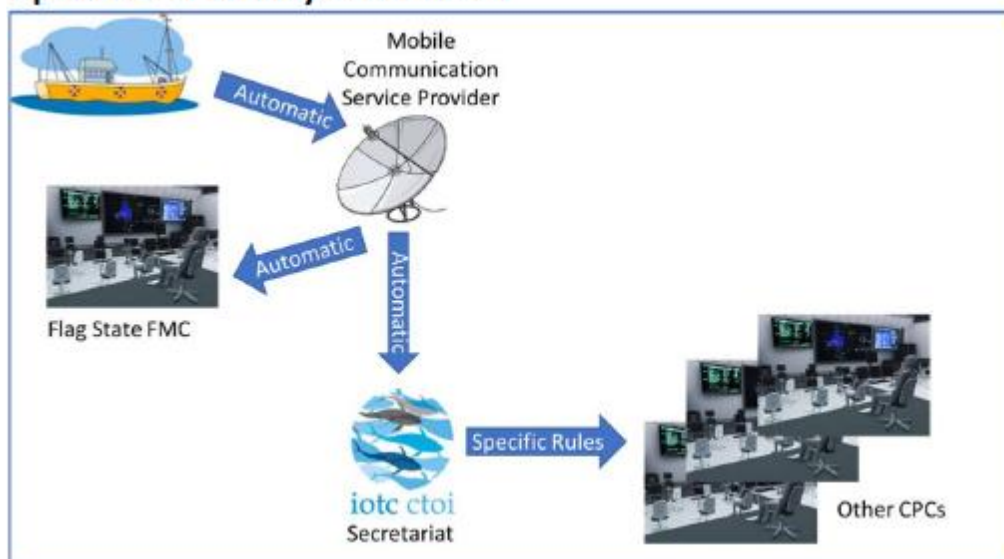 Mobile
Communication
Service Provider
Automatic
Automatic
Automatic
Flag State FMC
iotc ctoi
Secretariat
Specific Rules
Other CPCs